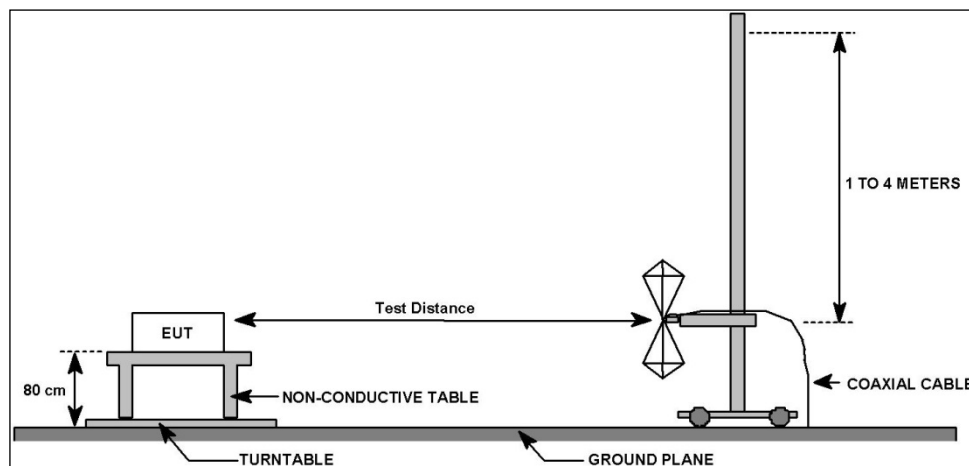 1 TO 4 METERS
Test Distance
EUT
80 cm
NON-CONDUCTIVE TABLE
COAXIAL CABLE
TURNTABLE
GROUND PLANE